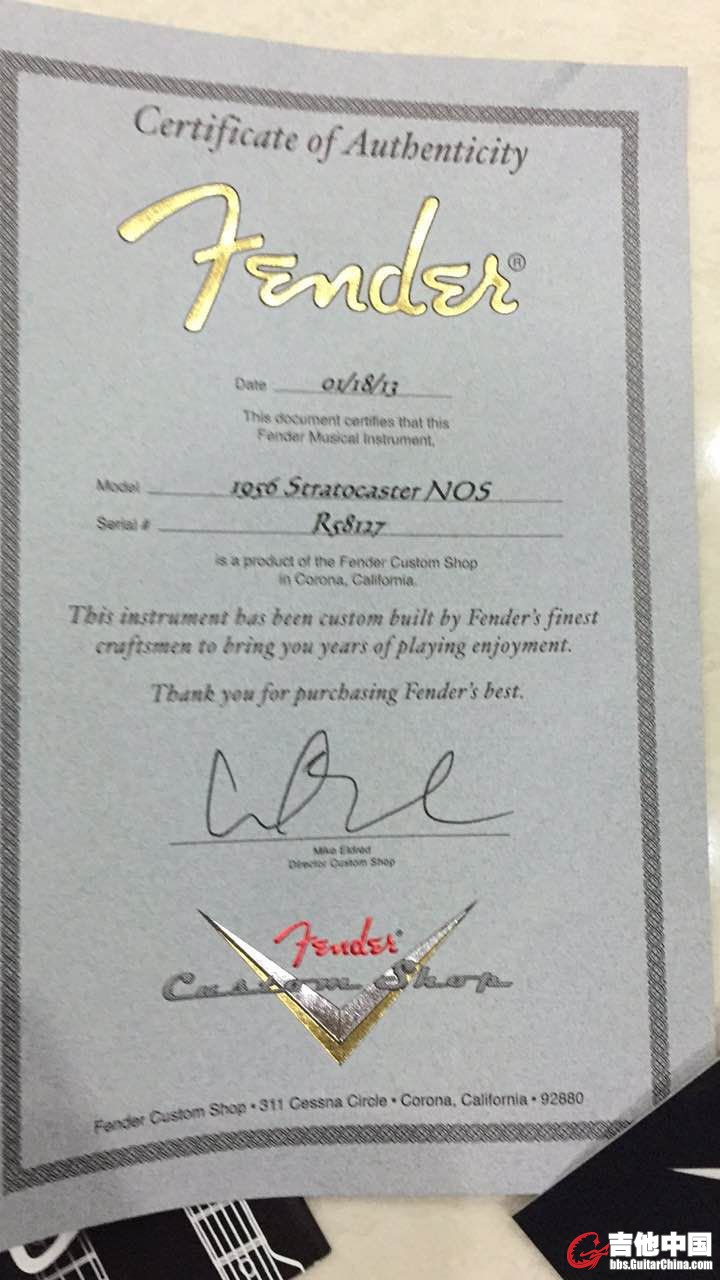 Certificate of Authenticity
Fender®
Date 01/18/13
This document certifies that this
Fender Musical Instrument,
Model 1956 Stratocaster NOS
Serial # R58127
is a product of the Fender Custom Shop
in Corona, California.
This instrument has been custom built by Fender's finest
craftsmen to bring you years of playing enjoyment.
Thank you for purchasing Fender's best.
Mike Eldred
Director Custom Shop
Fender®
Custom Shop
Fender Custom Shop • 311 Cessna Circle • Corona, California • 92880
吉他中国
bbs.GuitarChina.com